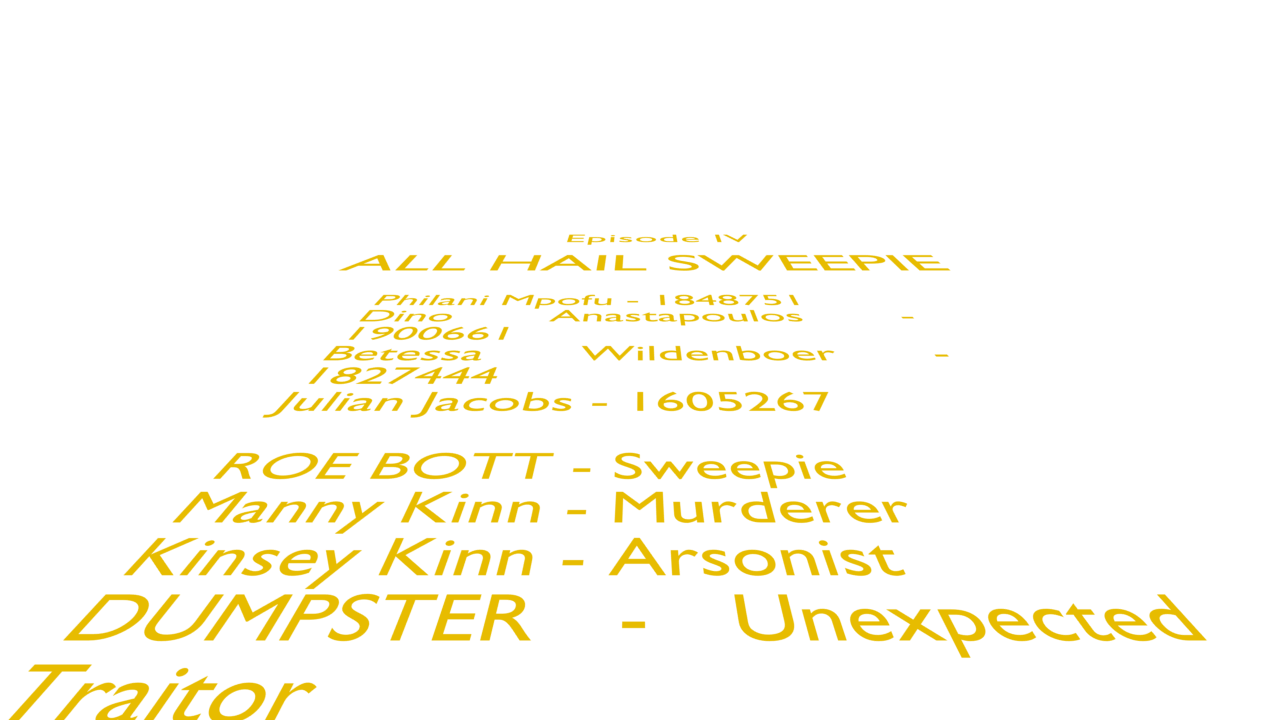 Episode IV
ALL HAIL SWEEPIE
Philani Mpofu - 1848751
Dino Anastapoulos -
1900661
Betessa Wildenboer -
1827444
Julian Jacobs - 1605267
ROE BOTT - Sweepie
Manny Kinn - Murderer
Kinsey Kinn - Arsonist
DUMPSTER - Unexpected
Traitor